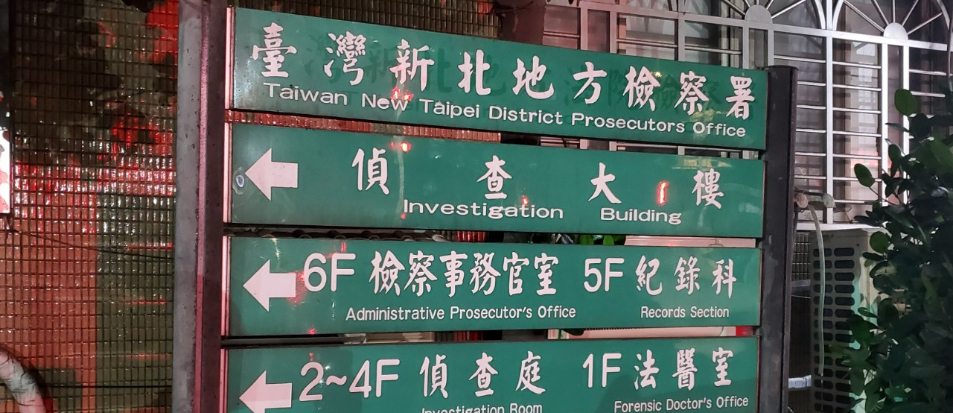 臺灣新北地方檢察署
Taiwan New Taipei District Prosecutors Office
偵查大樓
Investigation Building
6F 檢察事務官室 5F 紀錄科
Administrative Prosecutor's Office Records Section
2~4F 偵查庭 1F 法醫室
Investigation Room Forensic Doctor's Office